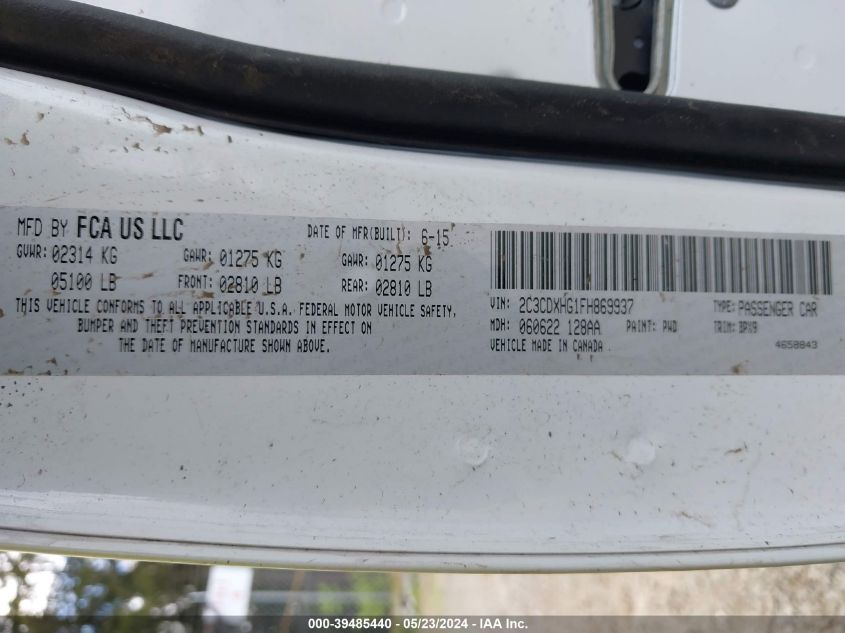 MFD BY FCA US LLC
DATE OF MFR(BUILT): 6-15
GVWR: 02314 KG GAWR: 01275 KG GAWR: 01275 KG
05100 LB FRONT: 02810 LB REAR: 02810 LB
THIS VEHICLE CONFORMS TO ALL APPLICABLE U.S.A. FEDERAL MOTOR VEHICLE SAFETY,
BUMPER AND THEFT PREVENTION STANDARDS IN EFFECT ON
THE DATE OF MANUFACTURE SHOWN ABOVE.
VIN: 2C3CDXHG1FH869937 TYPE: PASSENGER CAR
MDH: 060622 128AA PAINT: PWD TRIM: BPX9
VEHICLE MADE IN CANADA 4658843
000-39485440 - 05/23/2024 - IAA Inc.